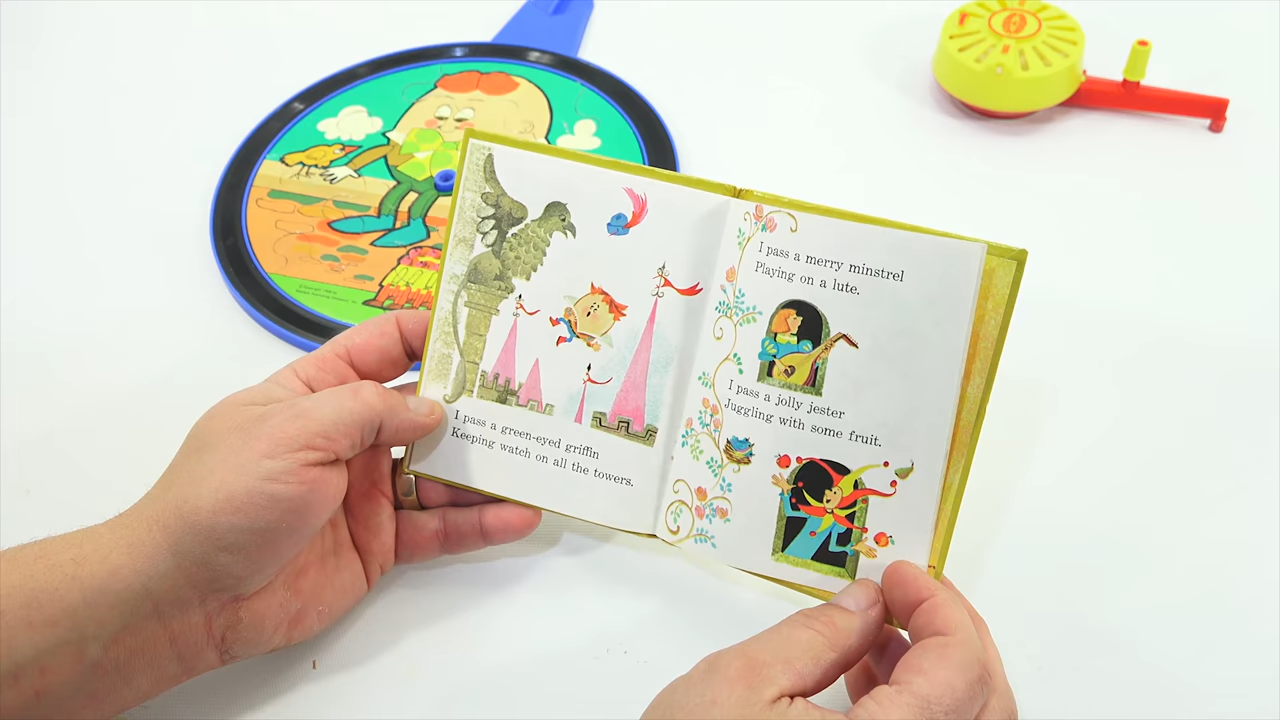 I pass a green-eyed griffin
Keeping watch on all the towers.
I pass a merry minstrel
Playing on a lute.
I pass a jolly jester
Juggling with some fruit.